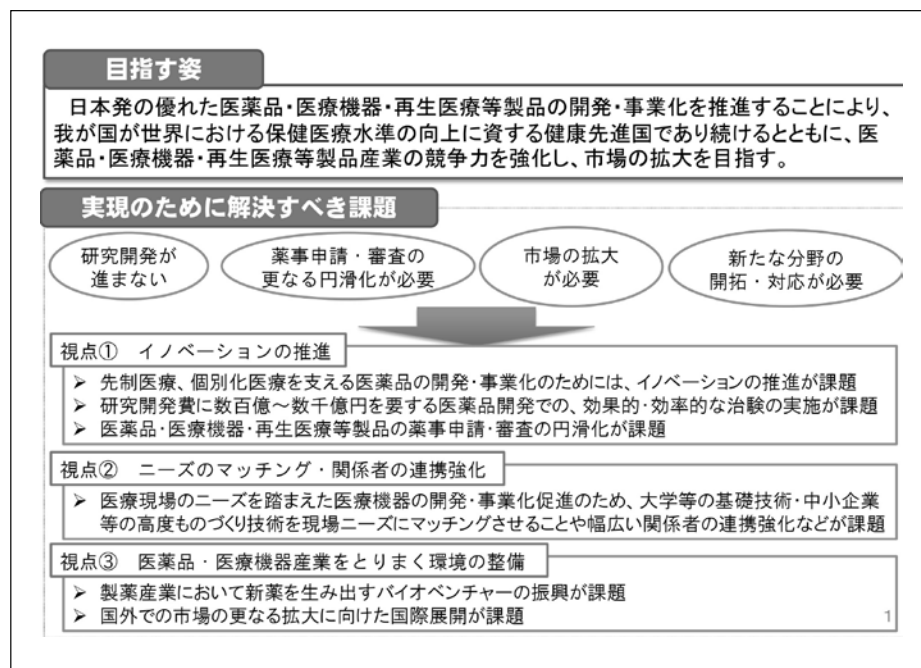 目指す姿
日本発の優れた医薬品・医療機器・再生医療等製品の開発・事業化を推進することにより、
我が国が世界における保健医療水準の向上に資する健康先進国であり続けるとともに、医
薬品・医療機器・再生医療等製品産業の競争力を強化し、市場の拡大を目指す。
実現のために解決すべき課題
研究開発が
進まない
薬事申請・審査の
更なる円滑化が必要
市場の拡大
が必要
新たな分野の
開拓・対応が必要
視点① イノベーションの推進
➢ 先制医療、個別化医療を支える医薬品の開発・事業化のためには、イノベーションの推進が課題
➢ 研究開発費に数百億～数千億円を要する医薬品開発での、効果的・効率的な治験の実施が課題
➢ 医薬品・医療機器・再生医療等製品の薬事申請・審査の円滑化が課題
視点② ニーズのマッチング・関係者の連携強化
➢ 医療現場のニーズを踏まえた医療機器の開発・事業化促進のため、大学等の基礎技術・中小企業
等の高度ものづくり技術を現場ニーズにマッチングさせることや幅広い関係者の連携強化などが課題
視点③ 医薬品・医療機器産業をとりまく環境の整備
➢ 製薬産業において新薬を生み出すバイオベンチャーの振興が課題
➢ 国外での市場の更なる拡大に向けた国際展開が課題
1